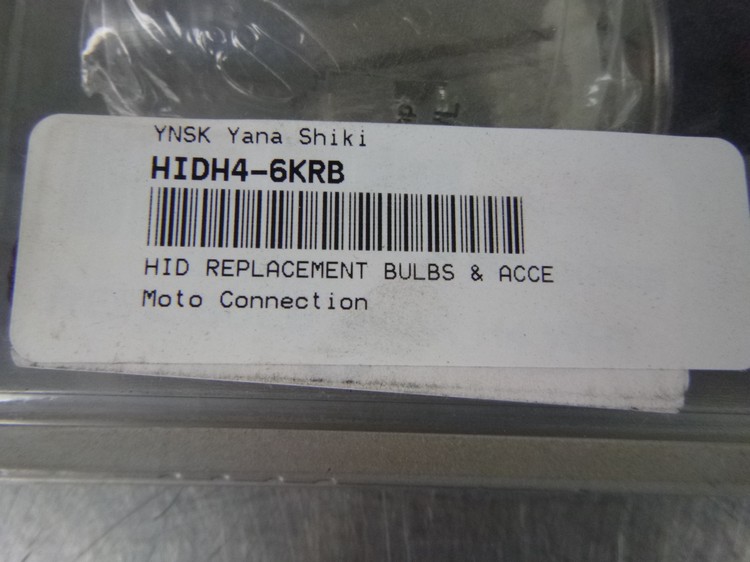 YNSK Yana Shiki
HIDH4-6KRB
HID REPLACEMENT BULBS & ACCE
Moto Connection